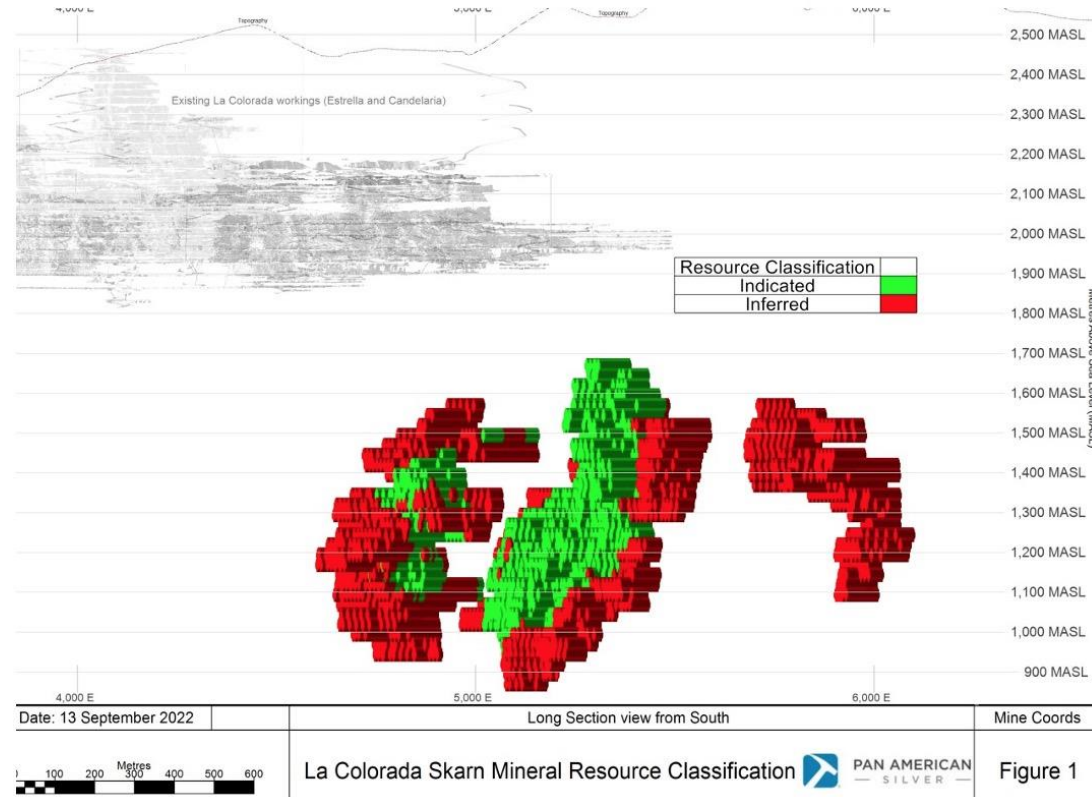 4,000 E 5,000 E 6,000 E
Topography Topography
2,500 MASL
2,400 MASL
Existing La Colorada workings (Estrella and Candelaria)
2,300 MASL
2,200 MASL
2,100 MASL
2,000 MASL
Resource Classification
1,900 MASL
Indicated
Inferred
1,800 MASL
1,700 MASL
1,600 MASL
1,500 MASL
1,400 MASL
1,300 MASL
1,200 MASL
1,100 MASL
1,000 MASL
900 MASL
4,000 E 5,000 E 6,000 E
Date: 13 September 2022
Long Section view from South
Mine Coords
Metres
100 200 300 400 500 600
La Colorada Skarn Mineral Resource Classification
PAN AMERICAN
SILVER
Figure 1